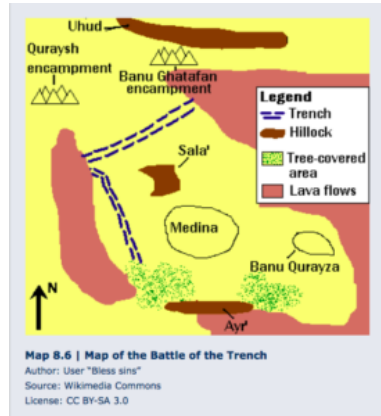 Uhud
Quraysh
encampment
Banu Ghatafan
encampment
Legend
Trench
Hillock
Tree-covered
area
Lava flows
Sala'
Medina
Banu Qurayza
N
Ayr'
Map 8.6 | Map of the Battle of the Trench
Author: User “Bless sins”
Source: Wikimedia Commons
License: CC BY-SA 3.0